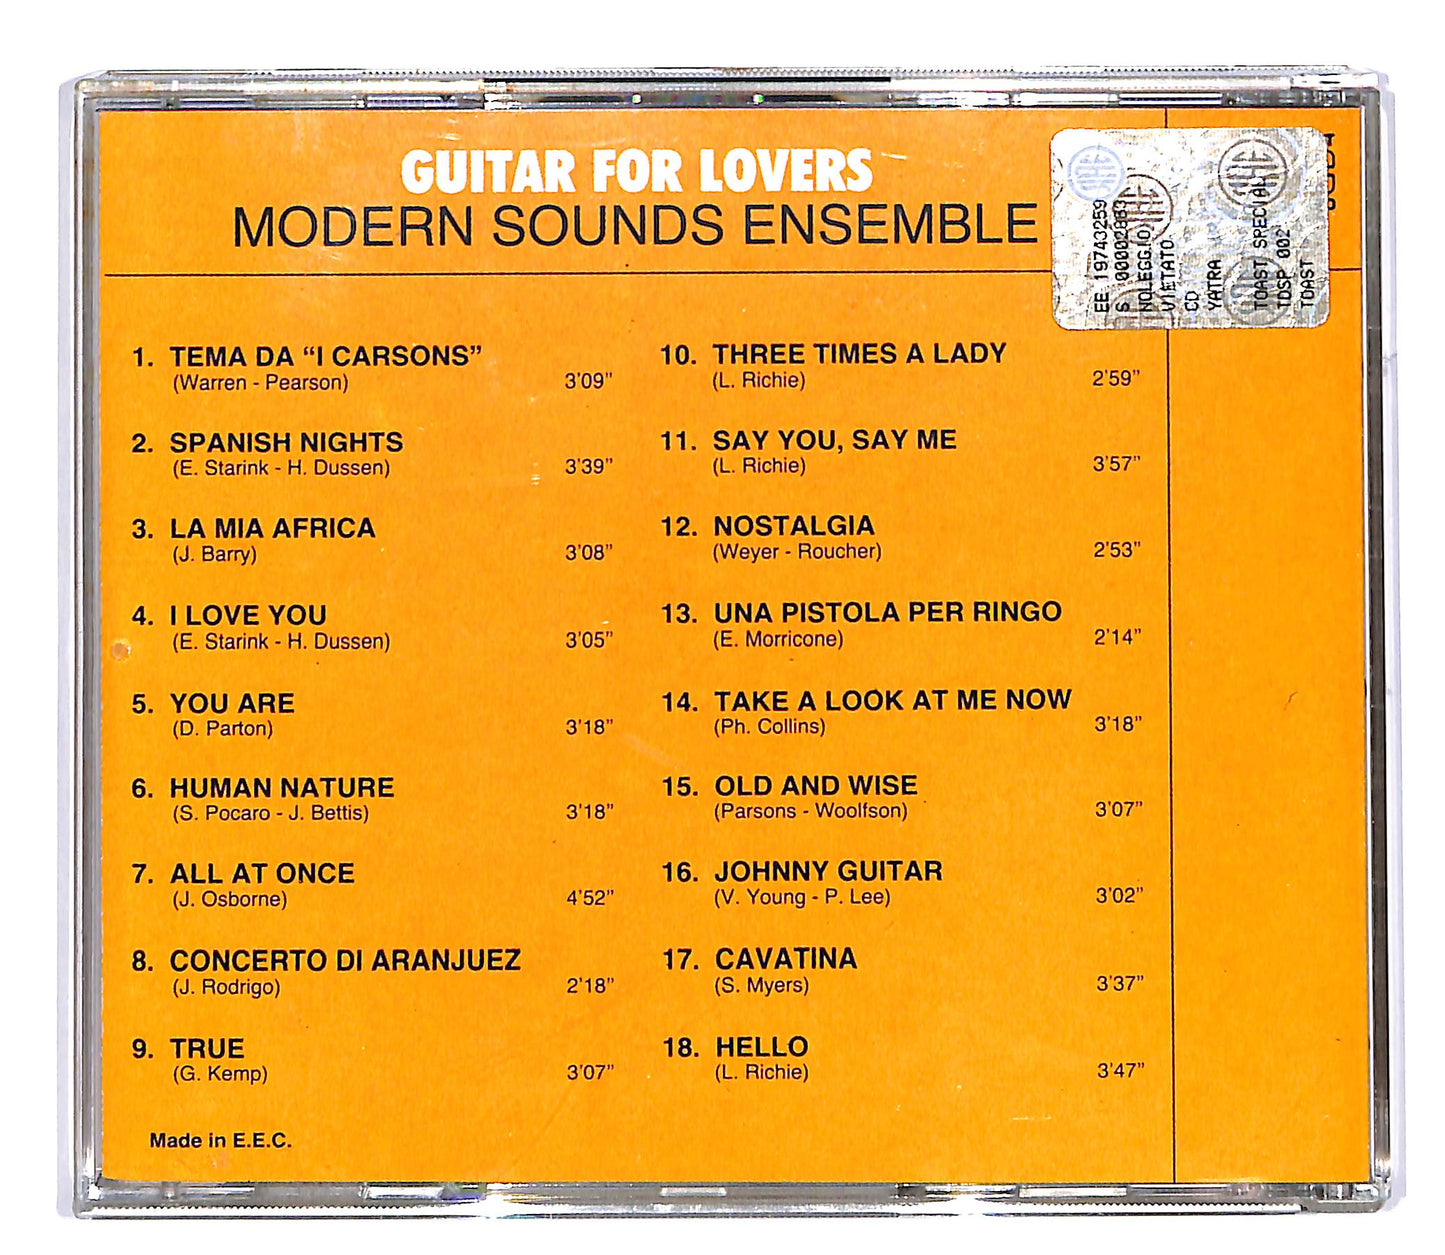 GUITAR FOR LOVERS
MODERN SOUNDS ENSEMBLE
EE 19743259
S 00002883
NOLEGGIO
VIETATO
CD
YATRA
TOAST SPECIAL
TDSP 002
TOAST
1. TEMA DA “I CARSONS”
(Warren - Pearson) 3’09”
2. SPANISH NIGHTS
(E. Starink - H. Dussen) 3’39”
3. LA MIA AFRICA
(J. Barry) 3’08”
4. I LOVE YOU
(E. Starink - H. Dussen) 3’05”
5. YOU ARE
(D. Parton) 3’18”
6. HUMAN NATURE
(S. Pocaro - J. Bettis) 3’18”
7. ALL AT ONCE
(J. Osborne) 4’52”
8. CONCERTO DI ARANJUEZ
(J. Rodrigo) 2’18”
9. TRUE
(G. Kemp) 3’07”
10. THREE TIMES A LADY
(L. Richie) 2’59”
11. SAY YOU, SAY ME
(L. Richie) 3’57”
12. NOSTALGIA
(Weyer - Roucher) 2’53”
13. UNA PISTOLA PER RINGO
(E. Morricone) 2’14”
14. TAKE A LOOK AT ME NOW
(Ph. Collins) 3’18”
15. OLD AND WISE
(Parsons - Woolfson) 3’07”
16. JOHNNY GUITAR
(V. Young - P. Lee) 3’02”
17. CAVATINA
(S. Myers) 3’37”
18. HELLO
(L. Richie) 3’47”
Made in E.E.C.